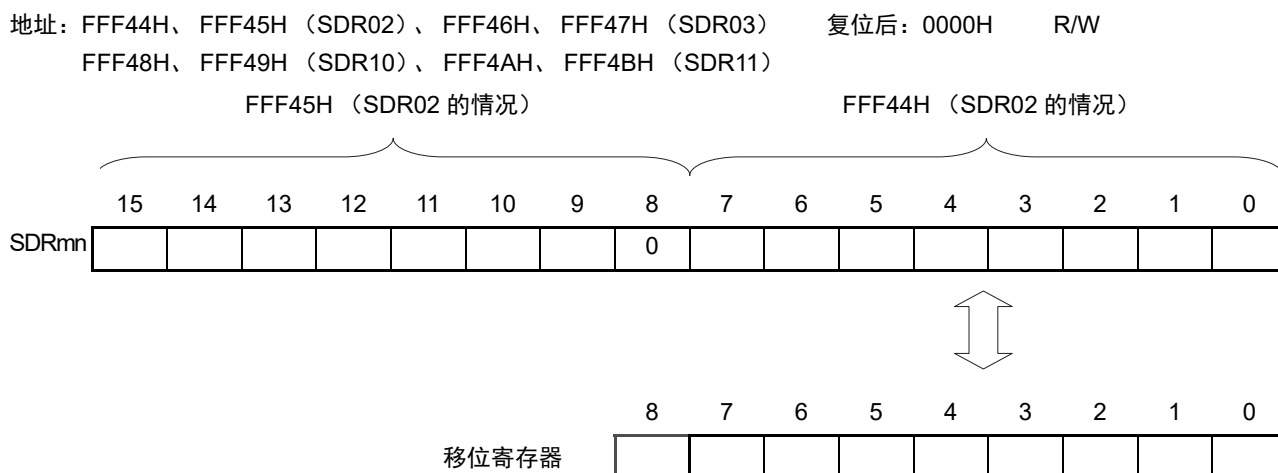 地址：FFF44H、 FFF45H （SDR02）、 FFF46H、 FFF47H （SDR03） 复位后：0000H R/W
FFF48H、 FFF49H （SDR10）、 FFF4AH、 FFF4BH （SDR11）
FFF45H （SDR02 的情况） FFF44H （SDR02 的情况）
15 14 13 12 11 10 9 8 7 6 5 4 3 2 1 0
SDRmn 0
8 7 6 5 4 3 2 1 0
移位寄存器